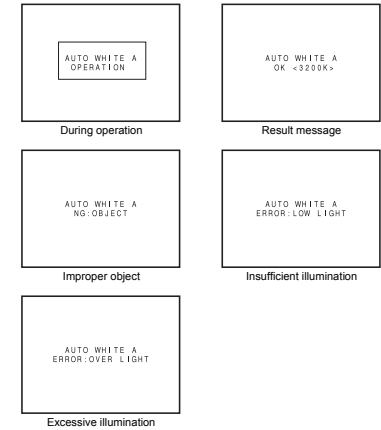 AUTO WHITE A
OPERATION
During operation
AUTO WHITE A
OK <3200K>
Result message
AUTO WHITE A
NG:OBJECT
Improper object
AUTO WHITE A
ERROR:LOW LIGHT
Insufficient illumination
AUTO WHITE A
ERROR:OVER LIGHT
Excessive illumination